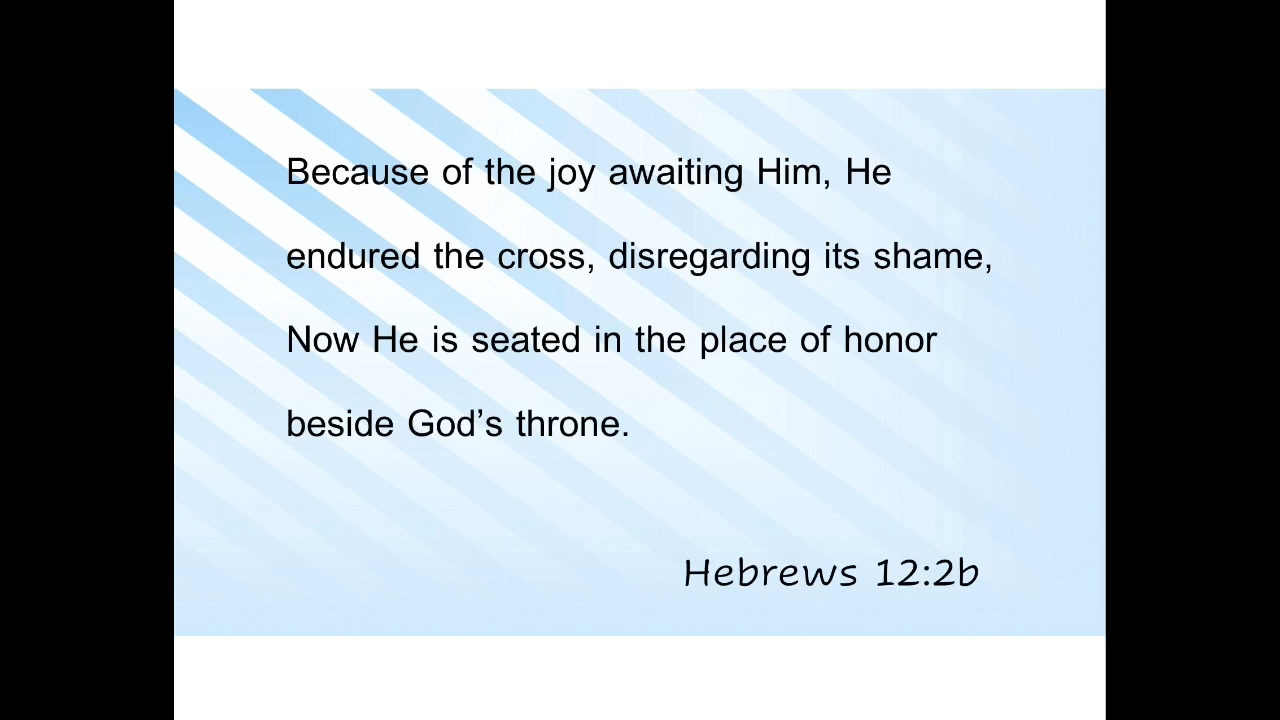 Because of the joy awaiting Him, He
endured the cross, disregarding its shame,
Now He is seated in the place of honor
beside God’s throne.
Hebrews 12:2b